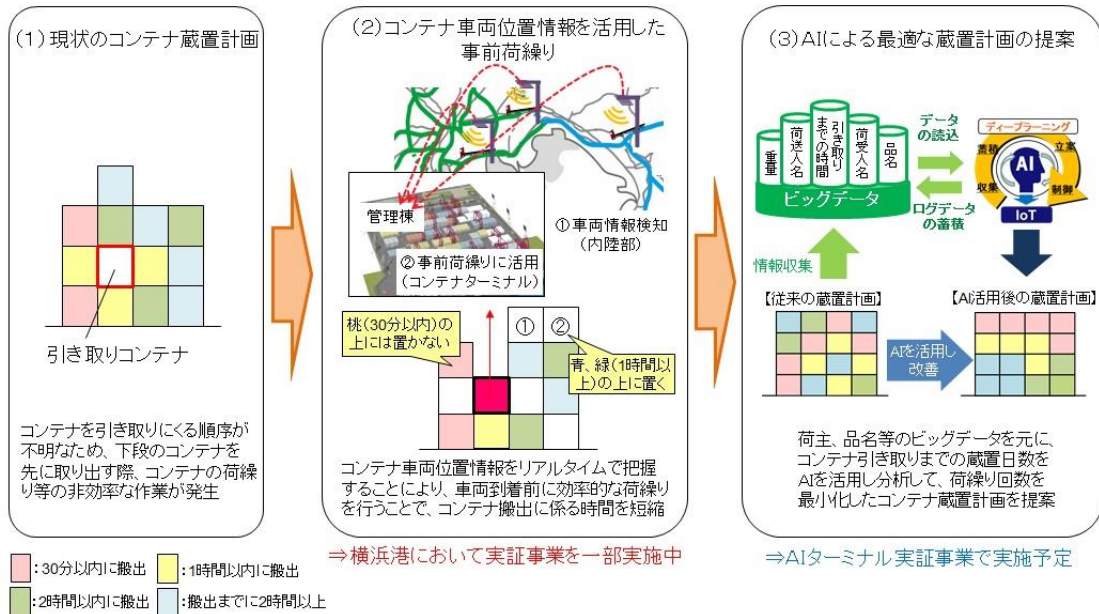 (1)現状のコンテナ蔵置計画
引き取りコンテナ
コンテナを引き取りにくる順序が
不明なため、下段のコンテナを
先に取り出す際、コンテナの荷繰
り等の非効率な作業が発生
(2)コンテナ車両位置情報を活用した
事前荷繰り
管理棟
①車両情報検知
(内陸部)
②事前荷繰りに活用
(コンテナターミナル)
桃(30分以内)の
上には置かない
①
②
青、緑(1時間以
上)の上に置く
コンテナ車両位置情報をリアルタイムで把握
することにより、車両到着前に効率的な荷繰り
を行うことで、コンテナ搬出に係る時間を短縮
⇒横浜港において実証事業を一部実施中
(3)AIによる最適な蔵置計画の提案
重量
荷送人名
引き取り
までの時間
荷受人名
品名
ビッグデータ
データ
の読込
ログデータ
の蓄積
ディープラーニング
蓄積
立案
AI
収集
制御
IoT
情報収集
【従来の蔵置計画】
【AI活用後の蔵置計画】
AIを活用し
改善
荷主、品名等のビッグデータを元に、
コンテナ引き取りまでの蔵置日数を
AIを活用し分析して、荷繰り回数を
最小化したコンテナ蔵置計画を提案
⇒AIターミナル実証事業で実施予定
:30分以内に搬出
:1時間以内に搬出
:2時間以内に搬出
:搬出までに2時間以上